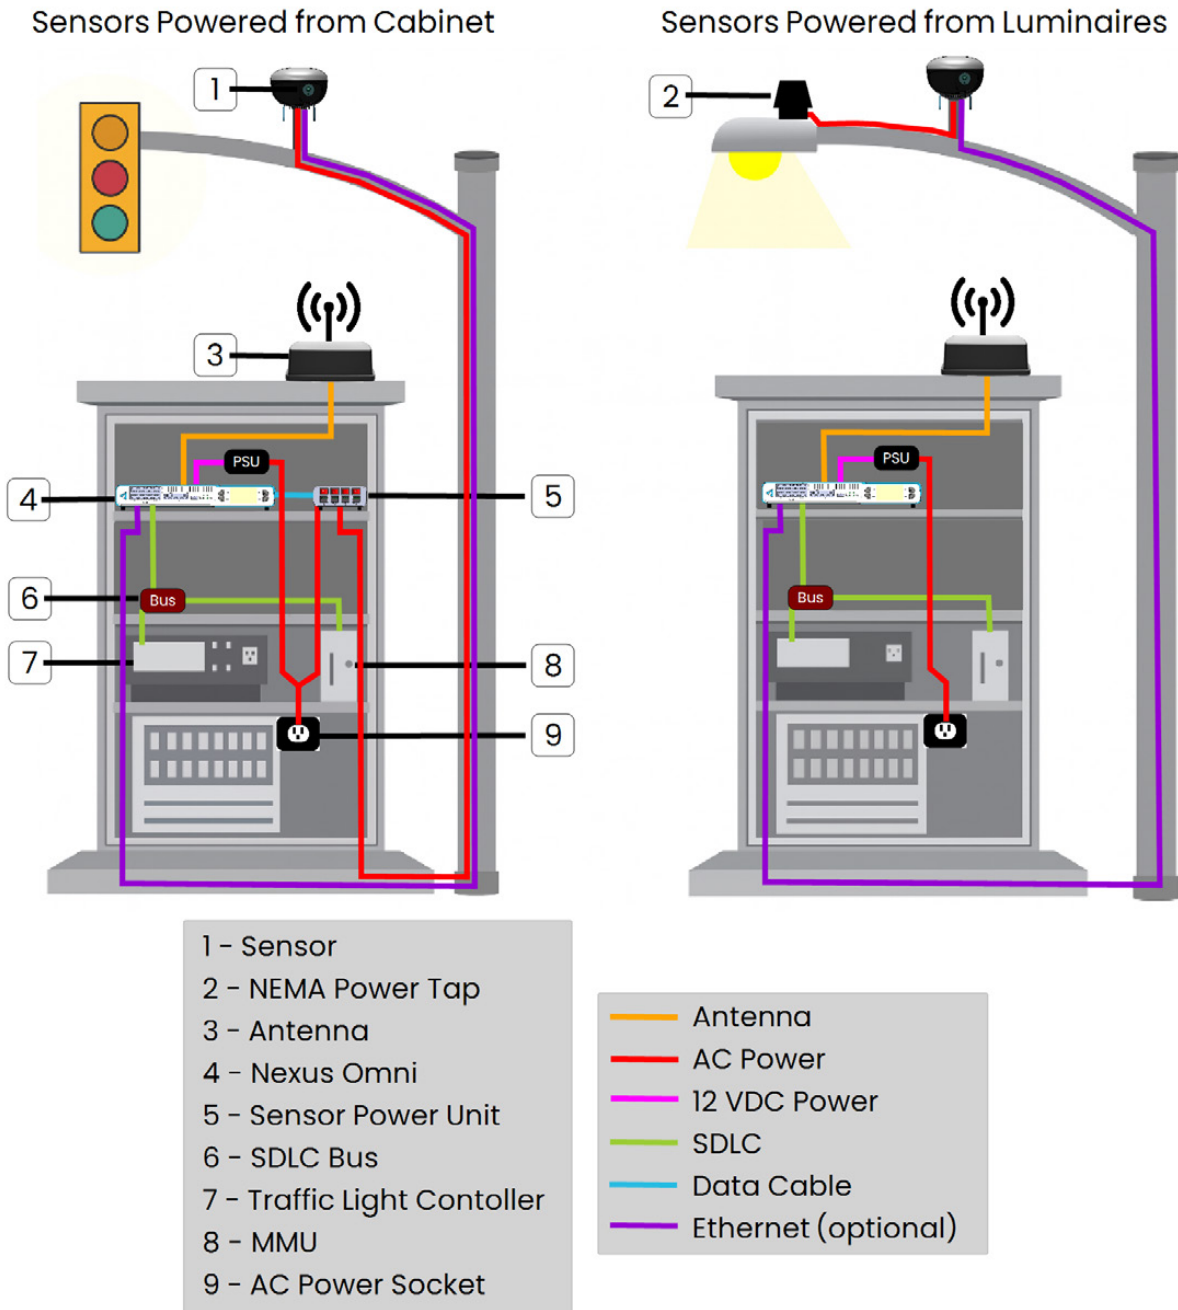 Sensors Powered from Cabinet
Sensors Powered from Luminaires
1
2
3
PSU
PSU
4
5
6
Bus
Bus
7
8
9
1 - Sensor
2 - NEMA Power Tap
3 - Antenna
4 - Nexus Omni
5 - Sensor Power Unit
6 - SDLC Bus
7 - Traffic Light Contoller
8 - MMU
9 - AC Power Socket
Antenna
AC Power
12 VDC Power
SDLC
Data Cable
Ethernet (optional)